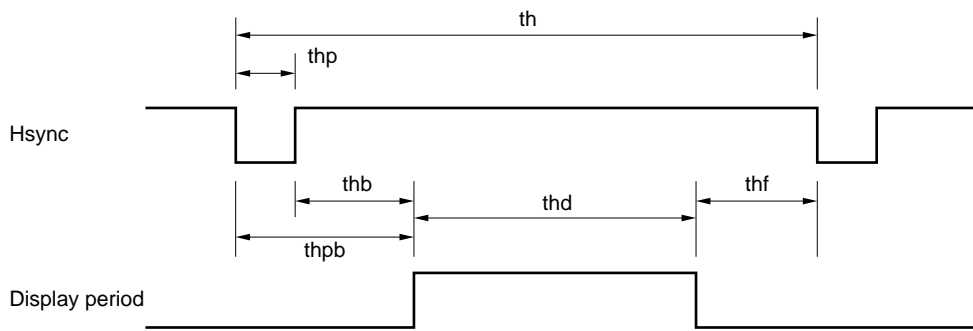 th
thp
Hsync
thb
thf
thd
thpb
Display period